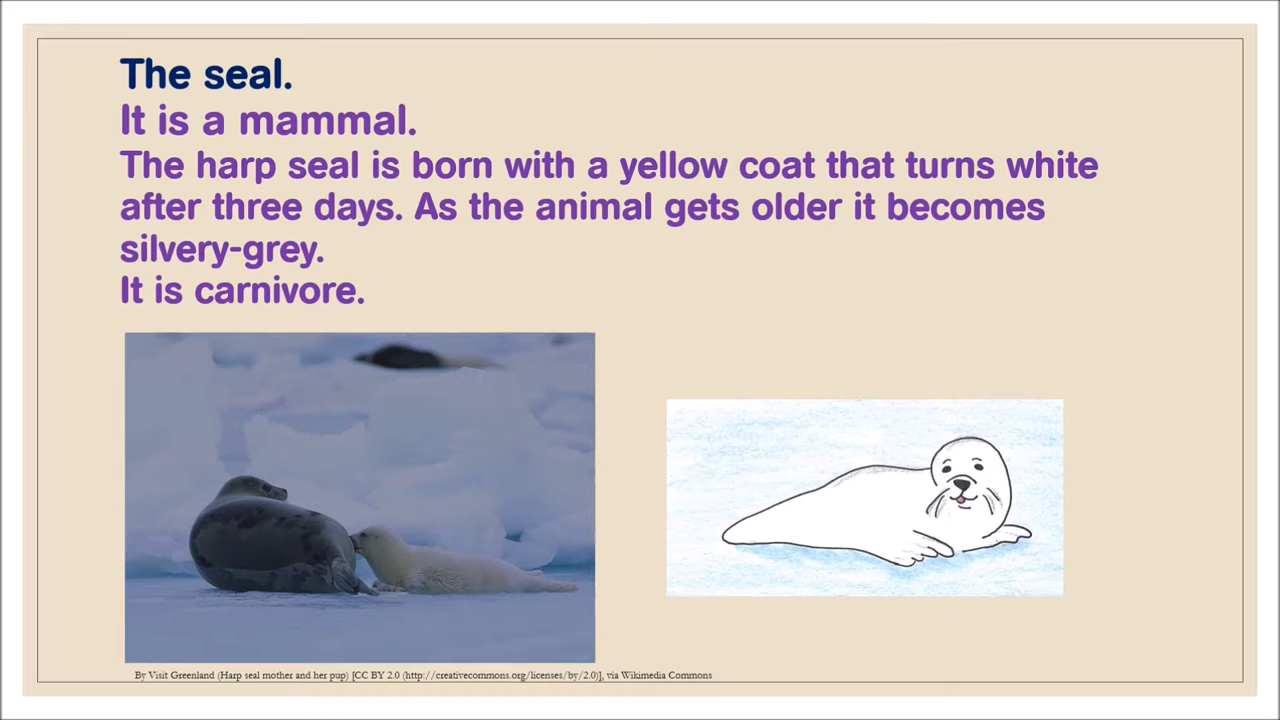 The seal.
It is a mammal.
The harp seal is born with a yellow coat that turns white
after three days. As the animal gets older it becomes
silvery-grey.
It is carnivore.
By Visit Greenland (Harp seal mother and her pup) [CC BY 2.0 (http://creativecommons.org/licenses/by/2.0)], via Wikimedia Commons